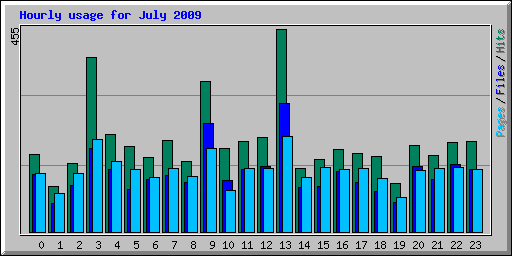 Hourly usage for July 2009
455
Pages / Files / Hits
0 1 2 3 4 5 6 7 8 9 10 11 12 13 14 15 16 17 18 19 20 21 22 23